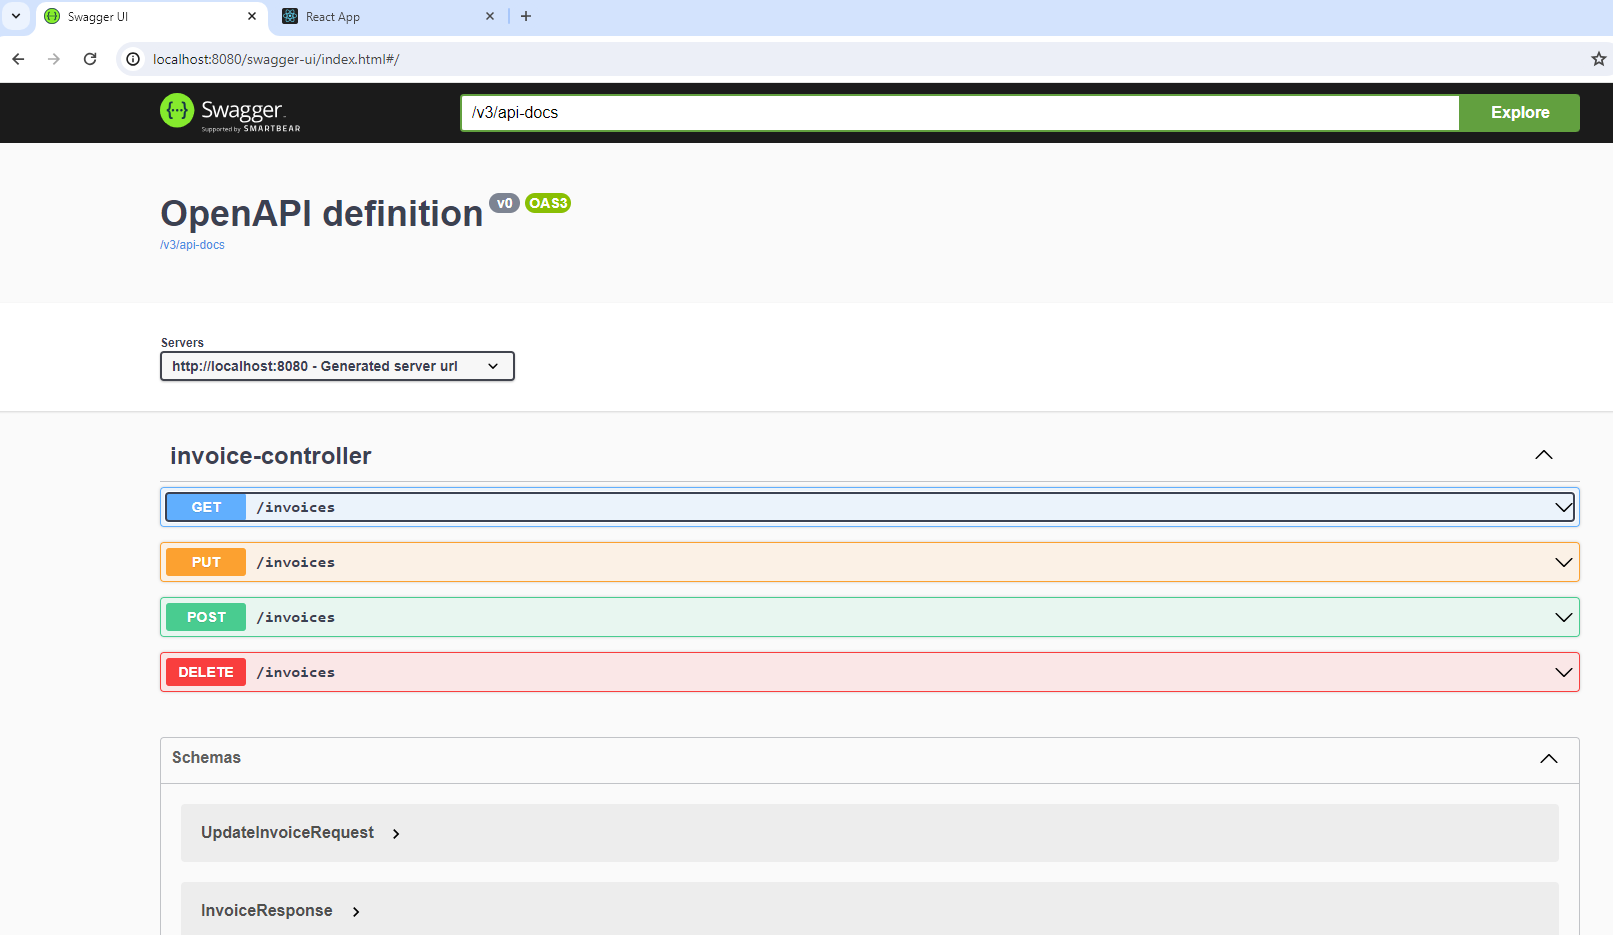 Swagger UI
React App
localhost:8080/swagger-ui/index.html#/
{...} Swagger.
Supported by SMARTBEAR
/v3/api-docs
Explore
OpenAPI definition v0 OAS3
/v3/api-docs
Servers
http://localhost:8080 - Generated server url
invoice-controller
GET /invoices
PUT /invoices
POST /invoices
DELETE /invoices
Schemas
UpdateInvoiceRequest
InvoiceResponse